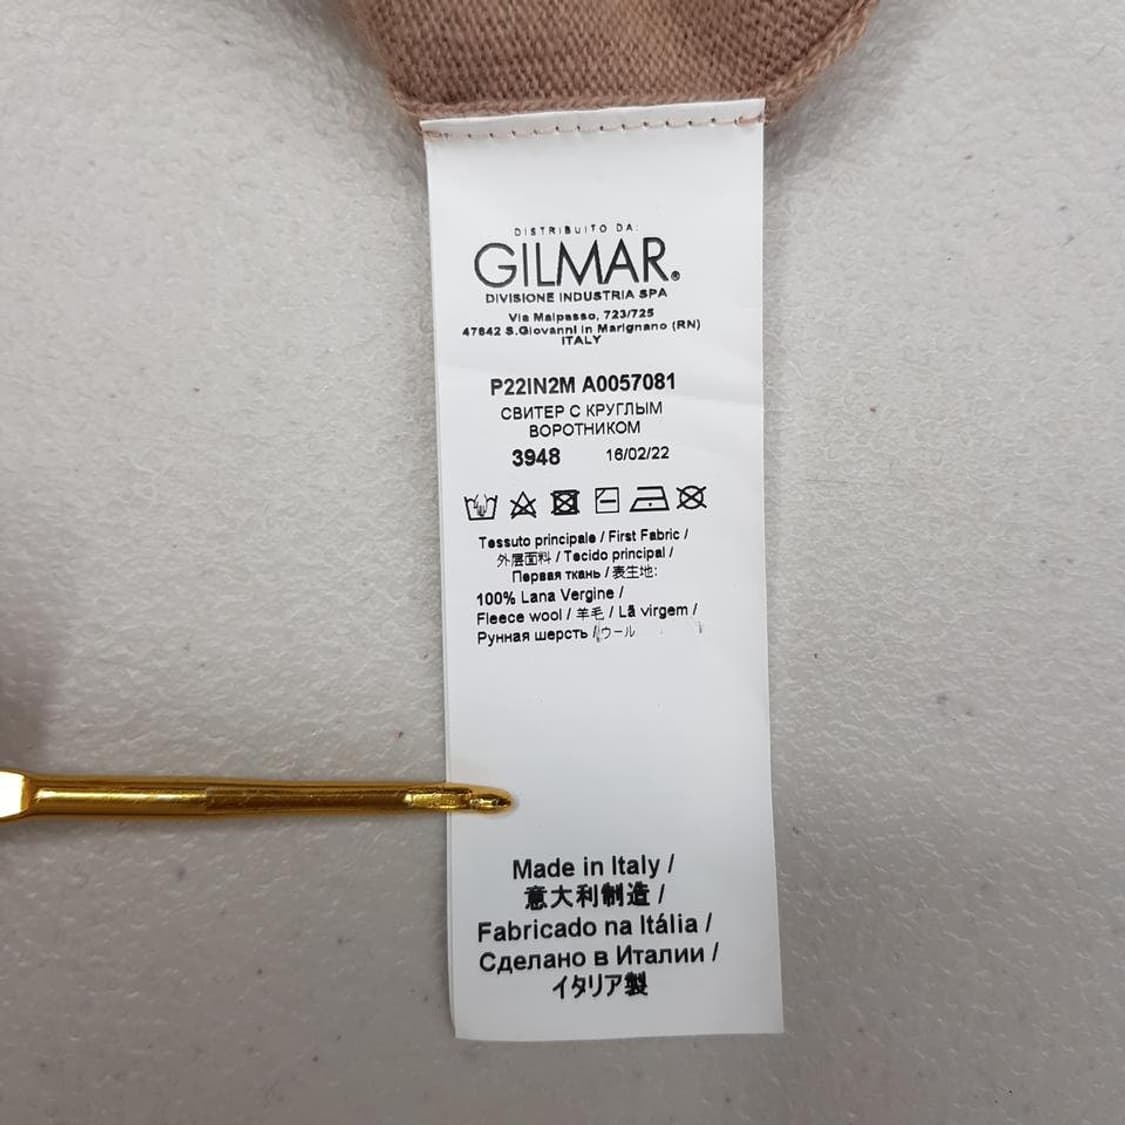 DISTRIBUITO DA:
GILMAR®
DIVISIONE INDUSTRIA SPA
Via Malpasso, 723/725
47842 S.Giovanni in Marignano (RN)
ITALY
P22IN2M A0057081
СВИТЕР С КРУГЛЫМ
ВОРОТНИКОМ
3948 16/02/22
Tessuto principale / First Fabric /
外层面料 / Tecido principal /
Первая ткань / 表生地:
100% Lana Vergine /
Fleece wool / 羊毛 / Lã virgem /
Рунная шерсть / ウール
Made in Italy /
意大利制造 /
Fabricado na Itália /
Сделано в Италии /
イタリア製